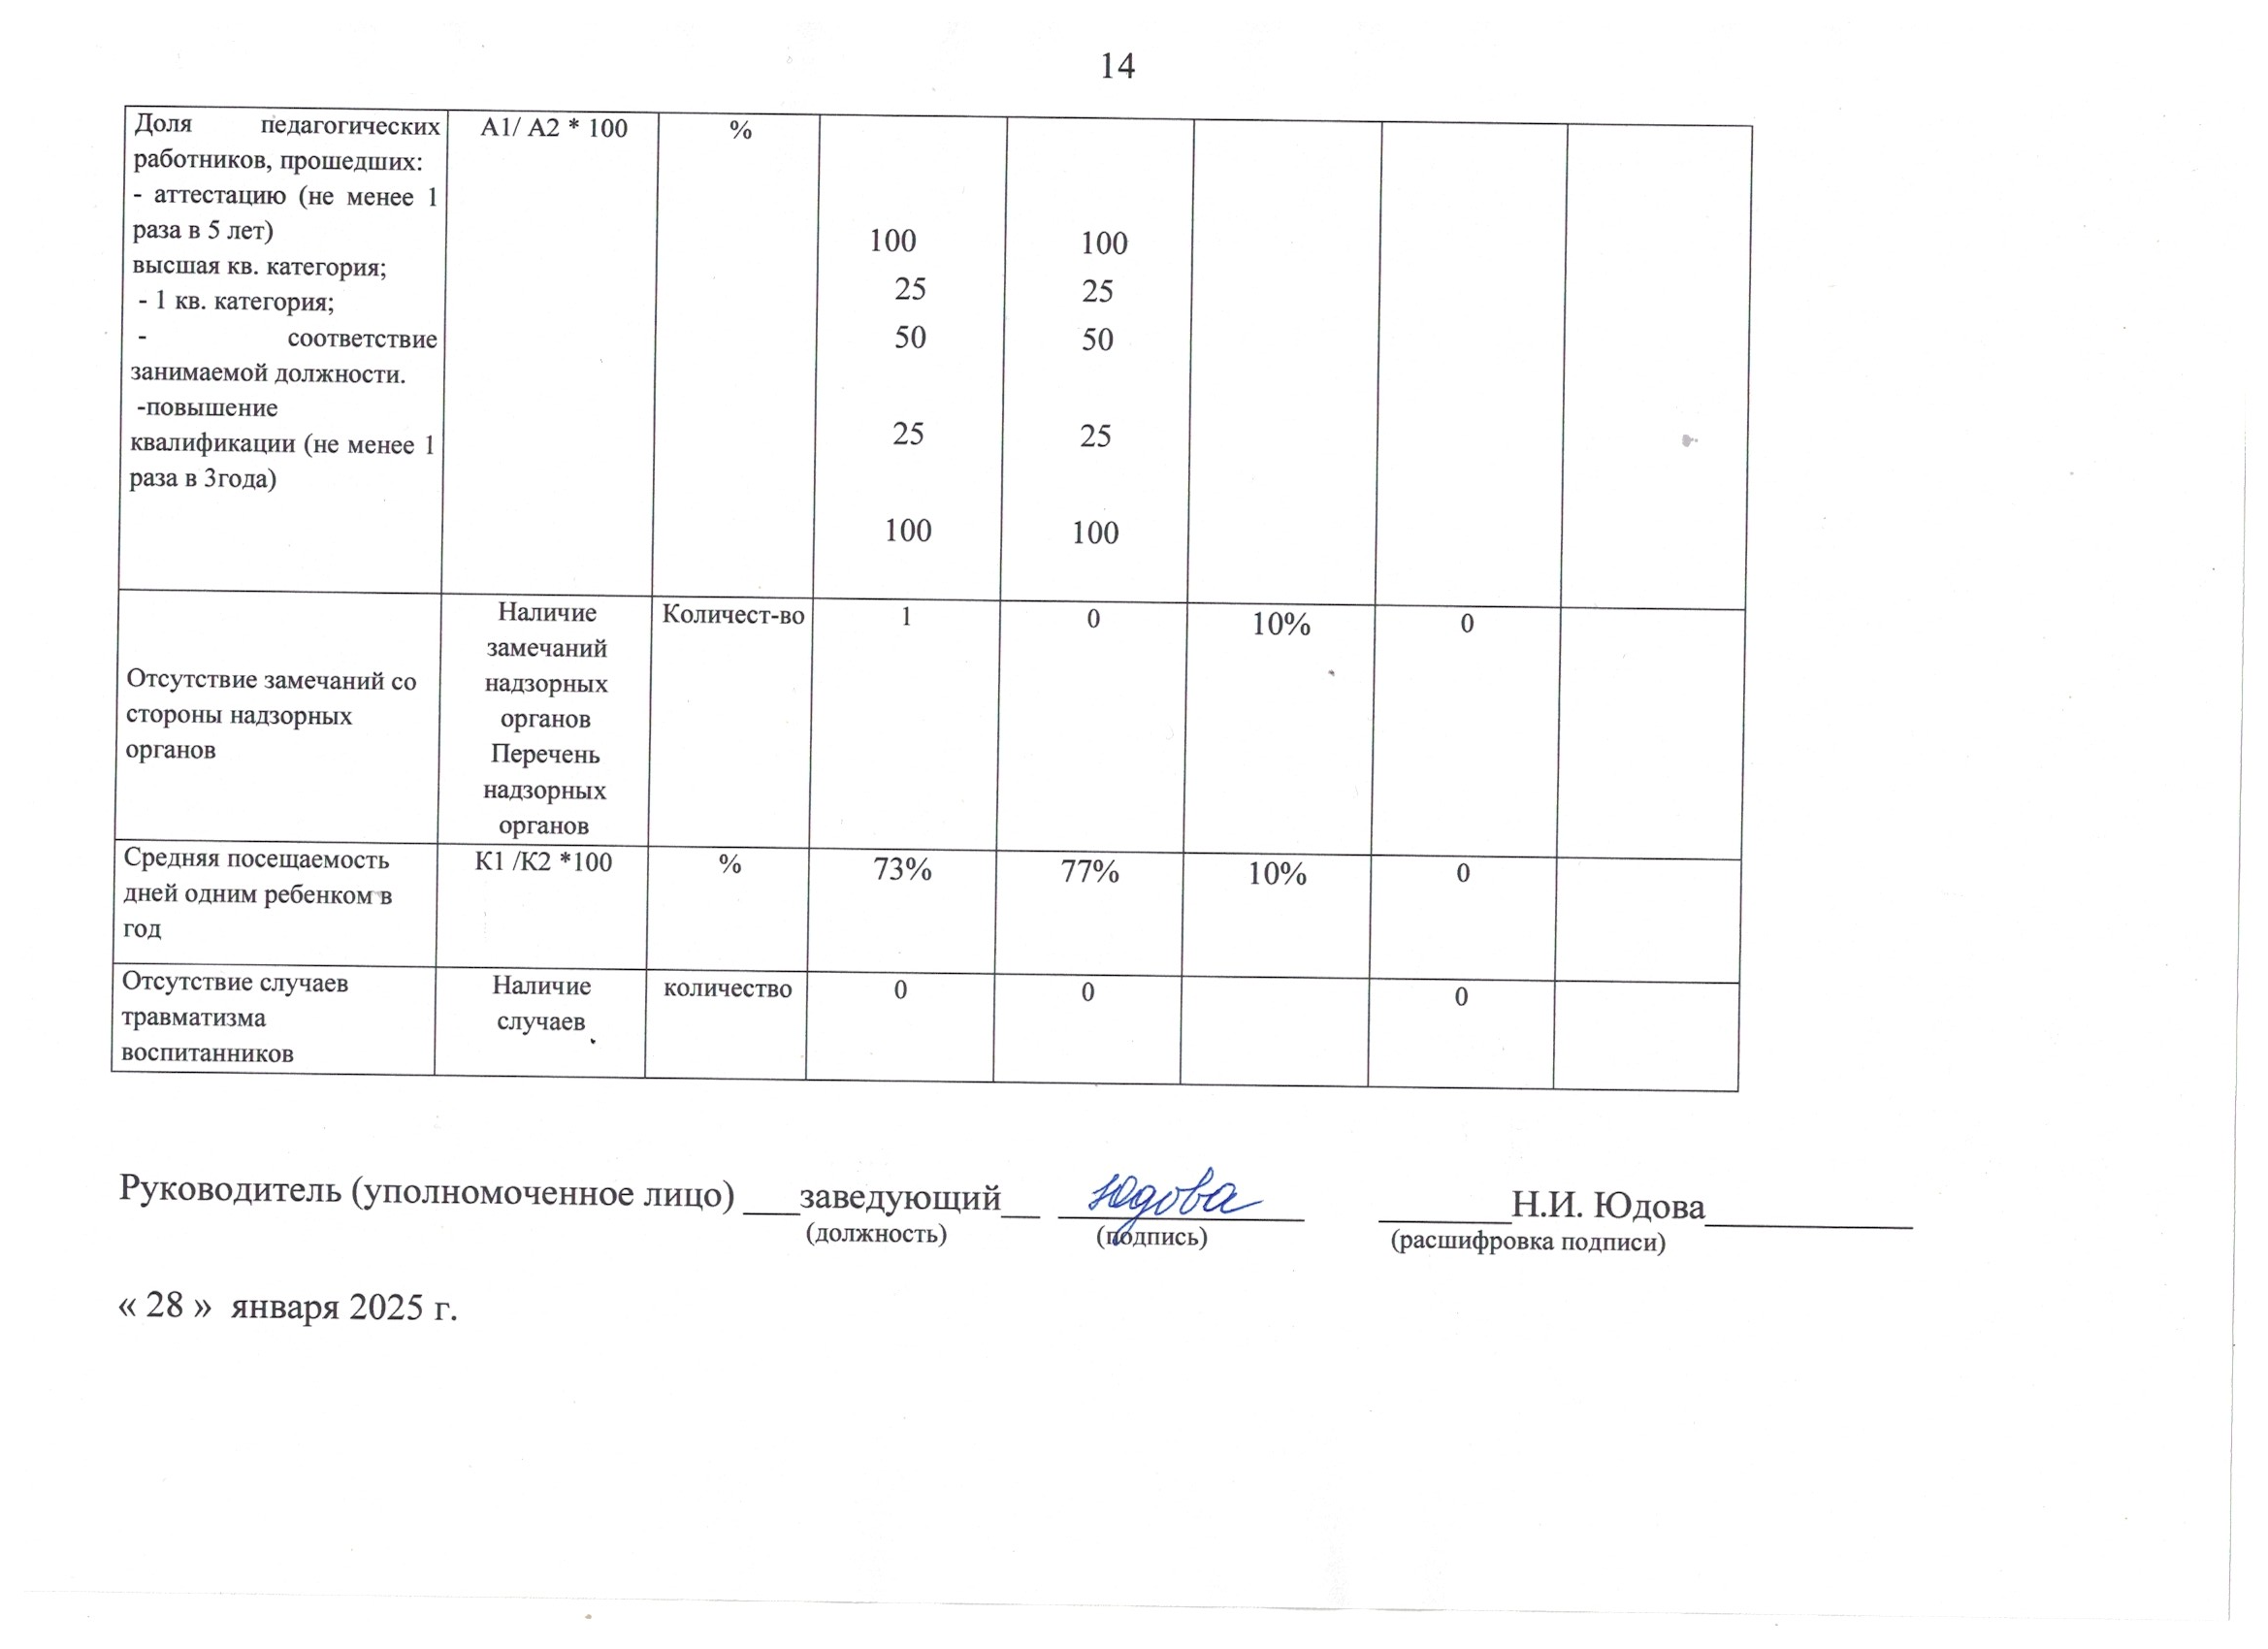 14
Доля педагогических А1/ А2 * 100 %
работников, прошедших:
- аттестацию (не менее 1
раза в 5 лет) 100 100
высшая кв. категория;
- 1 кв. категория; 25 25
- соответствие 50 50
занимаемой должности.
-повышение
квалификации (не менее 1 25 25
раза в 3года)
100 100
Наличие Количест-во 1 0 10% 0
замечаний
Отсутствие замечаний со надзорных
стороны надзорных органов
органов Перечень
надзорных
органов
Средняя посещаемость К1 /К2 *100 % 73% 77% 10% 0
дней одним ребенком в
год
Отсутствие случаев Наличие количество 0 0 0
травматизма случаев
воспитанников
Руководитель (уполномоченное лицо) ___заведующий__ Юдова _______Н.И. Юдова___________
(должность) (подпись) (расшифровка подписи)
« 28 » января 2025 г.